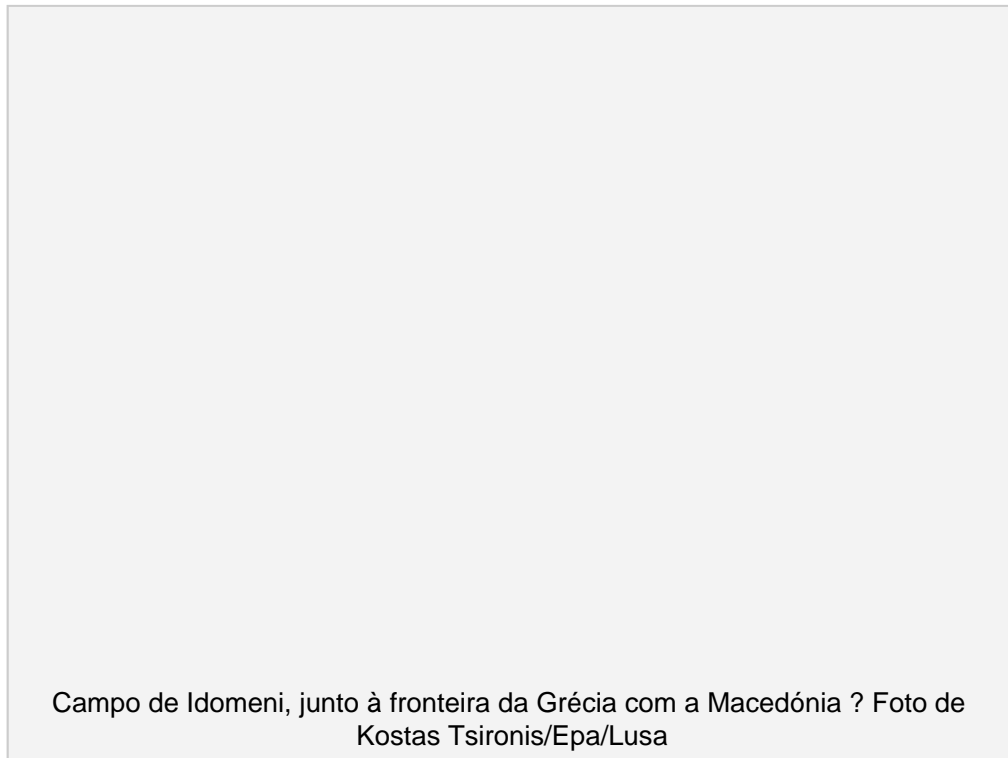 Campo de Idomeni, junto à fronteira da Grécia com a Macedónia ? Foto de
Kostas Tsironis/Epa/Lusa